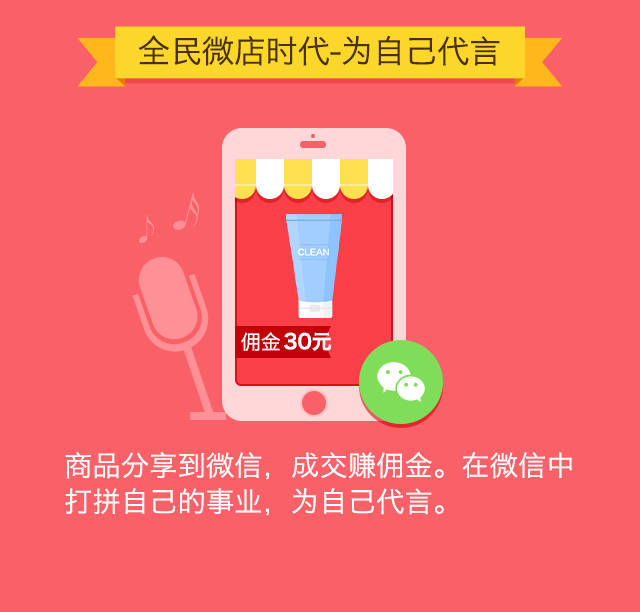 全民微店时代-为自己代言
CLEAN
佣金30元
商品分享到微信，成交赚佣金。在微信中
打拼自己的事业，为自己代言。